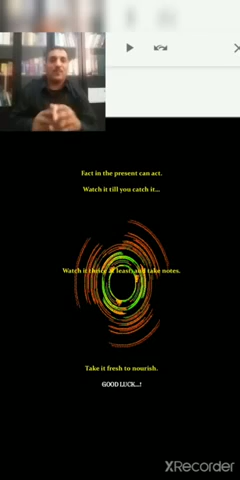 Fact in the present can act.
Watch it till you catch it...
Watch it thrice at least and take notes.
Take it fresh to nourish.
GOOD LUCK...!
XRecorder